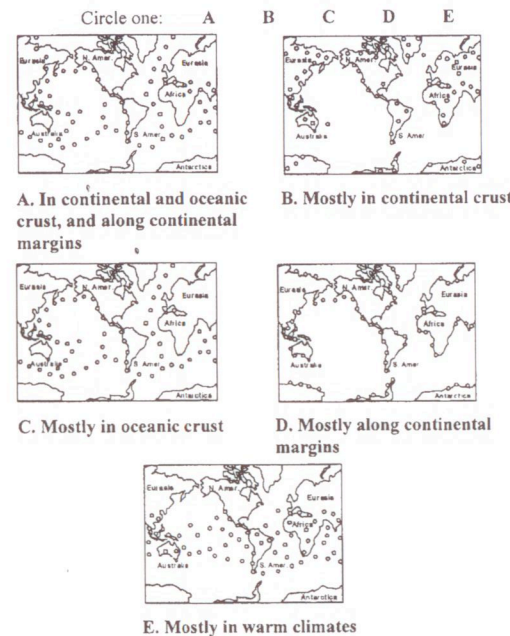 Circle one: A B C D E
Eurasia N. Amer. Eurasia
Africa
Australia S. Amer
Antarctica
Eurasia N. Amer. Eurasia
Africa
Australia S. Amer
Antarctica
A. In continental and oceanic
crust, and along continental
margins
B. Mostly in continental crust
Eurasia N. Amer. Eurasia
Africa
Australia S. Amer
Antarctica
Eurasia N. Amer. Eurasia
Africa
Australia S. Amer
Antarctica
C. Mostly in oceanic crust
D. Mostly along continental
margins
Eurasia N. Amer. Eurasia
Africa
Australia S. Amer
Antarctica
E. Mostly in warm climates